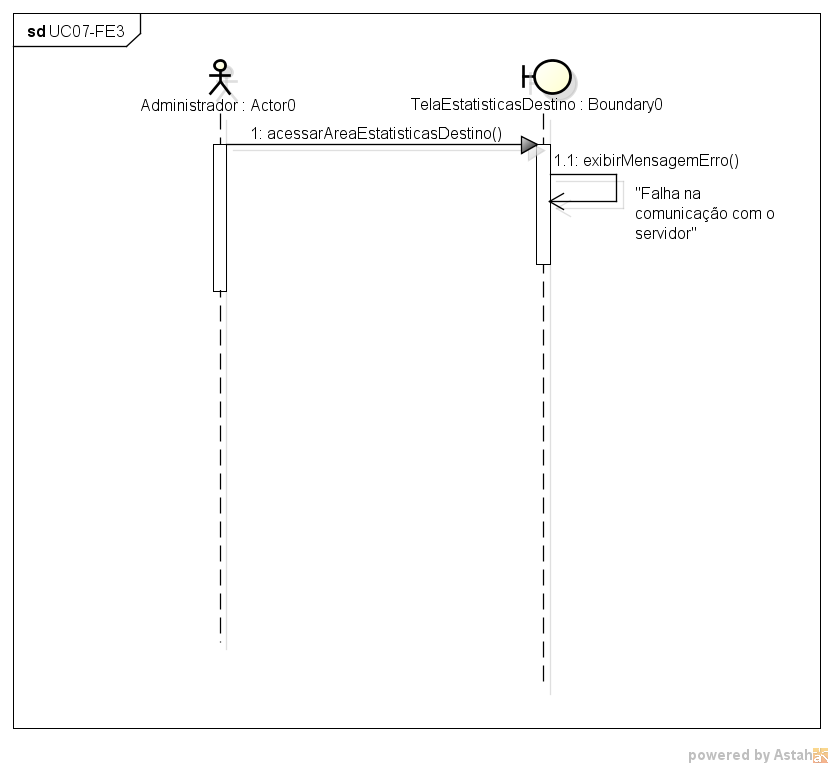 sd UC07-FE3
Administrador : Actor0
TelaEstatisticasDestino : Boundary0
1: acessarAreaEstatisticasDestino()
1.1: exibirMensagemErro()
"Falha na
comunicação com o
servidor"
powered by Astah